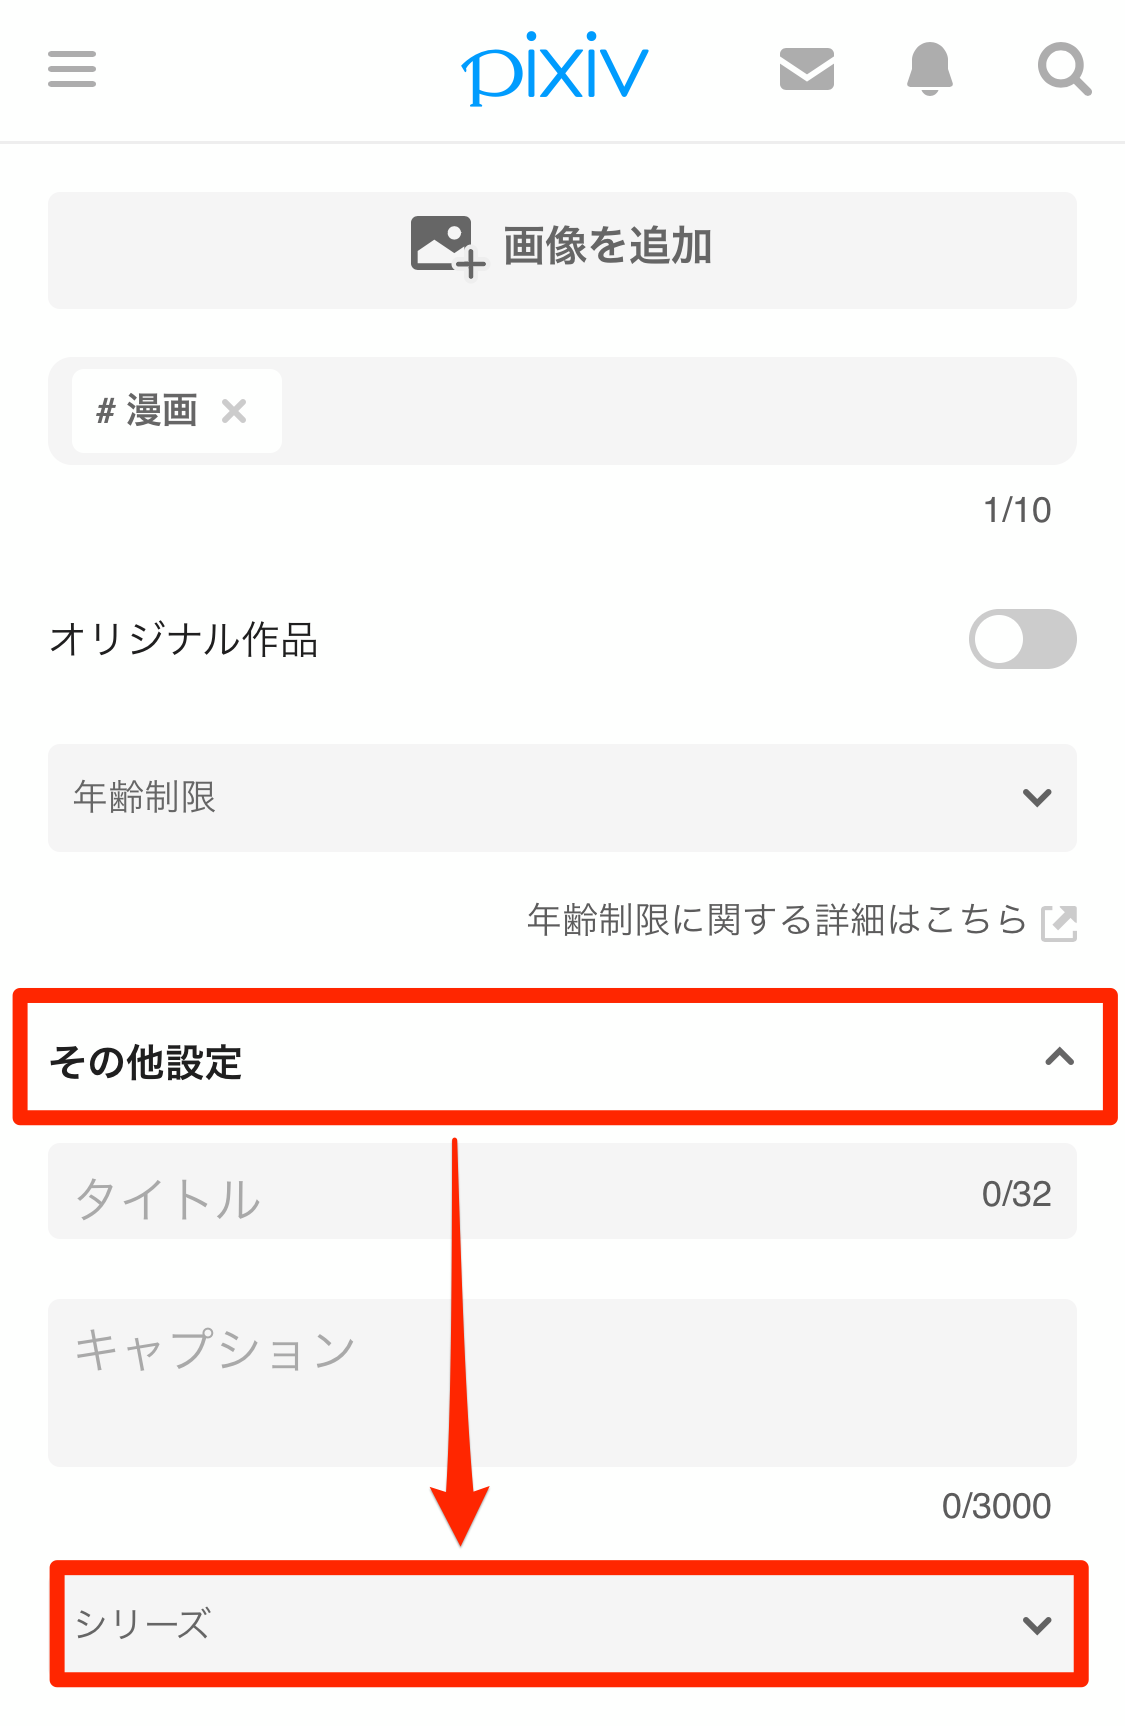 pixiv
画像を追加
# 漫画
1/10
オリジナル作品
年齢制限
年齢制限に関する詳細はこちら
その他設定
タイトル 0/32
キャプション
0/3000
シリーズ